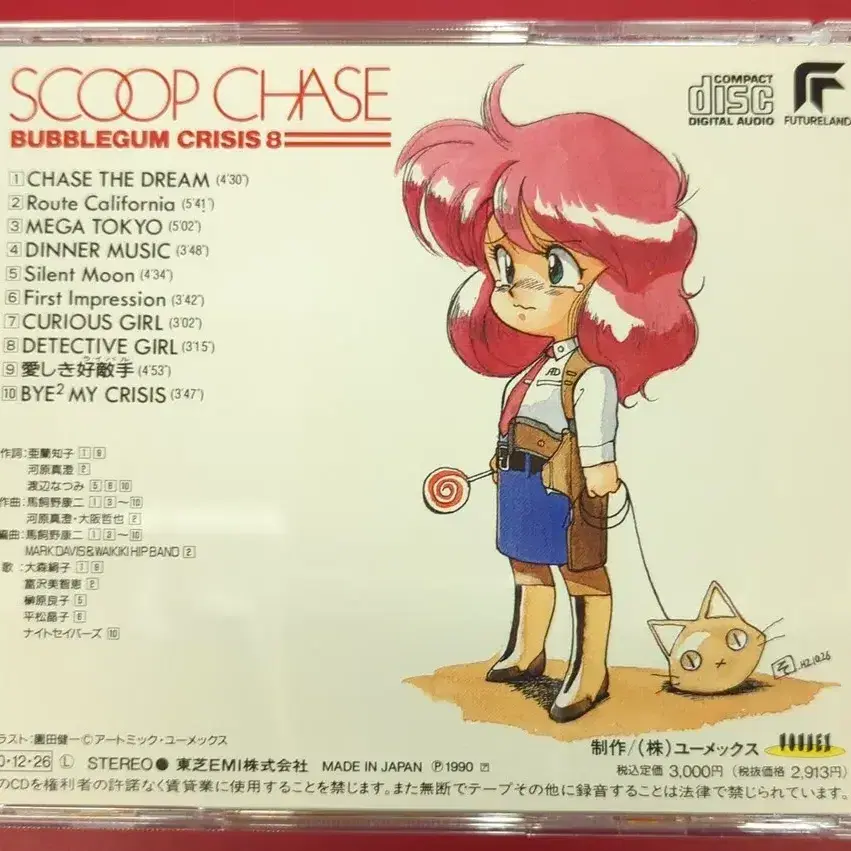 SCOOP CHASE
BUBBLEGUM CRISIS 8
COMPACT
disc
DIGITAL AUDIO
FUTURELAND
1 CHASE THE DREAM (4'30")
2 Route California (5'41")
3 MEGA TOKYO (5'02")
4 DINNER MUSIC (3'48")
5 Silent Moon (4'34")
6 First Impression (3'42")
7 CURIOUS GIRL (3'02")
8 DETECTIVE GIRL (3'15")
ライバル
9 愛しき好敵手 (4'53")
10 BYE² MY CRISIS (3'47")
AD
作詞:亜蘭知子 1 9
河原真澄 2
渡辺なつみ 5 6 10
作曲:馬飼野康二 1 3〜10
河原真澄・大阪哲也 2
編曲:馬飼野康二 1 3〜10
MARK DAVIS&WAIKIKI HIP BAND 2
歌:大森絹子 1 9
富沢美智恵 2
榊原良子 5
平松晶子 6
ナイトセイバーズ 10
そ .H2.10.26
ラスト:園田健一©アートミック・ユーメックス
制作/(株)ユーメックス
0・12・26 L STEREO● 東芝EMI株式会社 MADE IN JAPAN ℗1990
税込定価 3,000円(税抜価格 2,913円)
のCDを権利者の許諾なく賃貸業に使用することを禁じます。また無断でテープその他に録音することは法律で禁じられています。